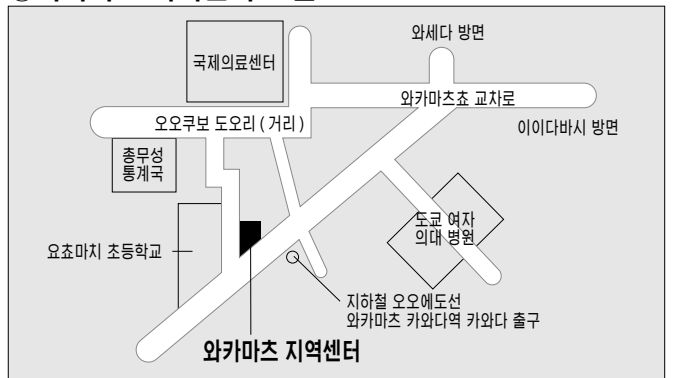 와세다 방면
국제의료센터
와카마츠쵸 교차로
오오쿠보 도오리 ( 거리 )
이이다바시 방면
총무성
통계국
도쿄 여자
의대 병원
요쵸마치 초등학교
지하철 오오에도선
와카마츠 카와다역 카와다 출구
와카마츠 지역센터